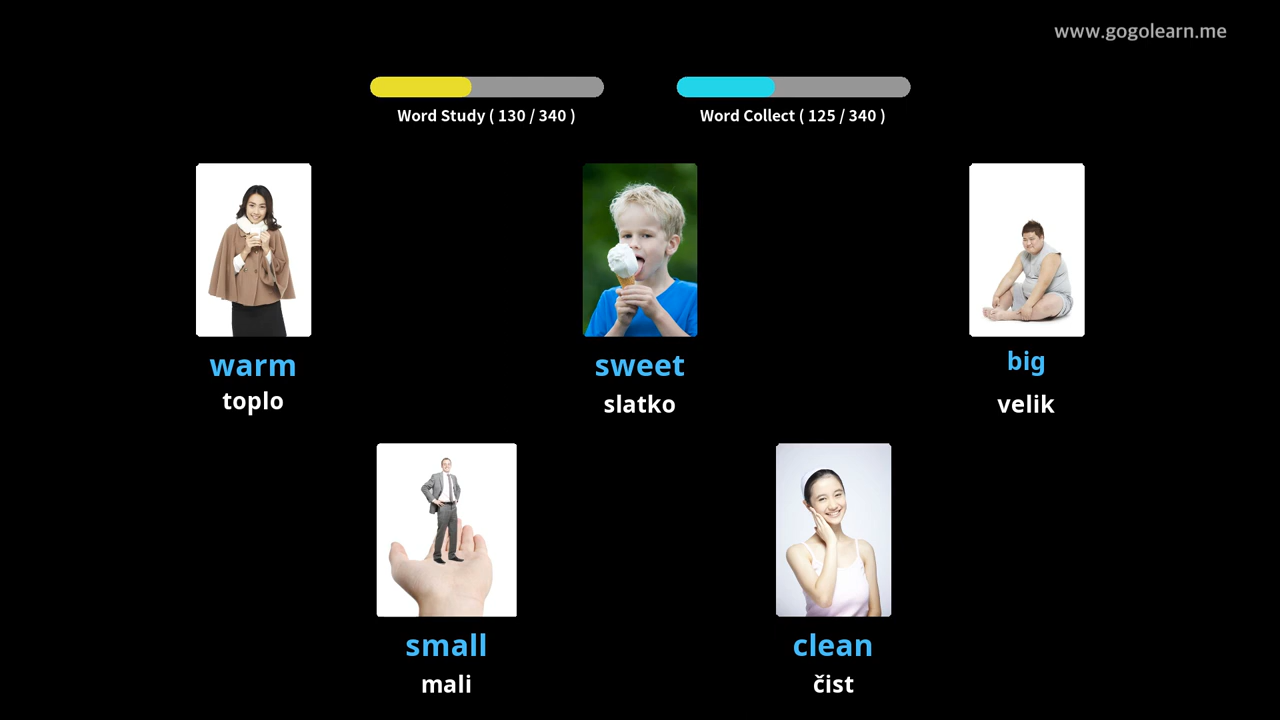 www.gogolearn.me
Word Study ( 130 / 340 )
Word Collect ( 125 / 340 )
warm
toplo
sweet
slatko
big
velik
small
mali
clean
čist